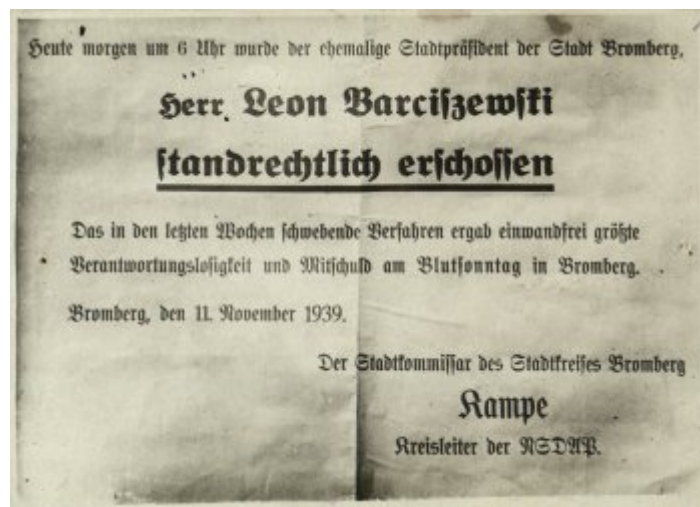 Heute morgen um 6 Uhr wurde der ehemalige Stadtpräsident der Stadt Bromberg,
Herr Leon Barciszewski
standrechtlich erschossen
Das in den letzten Wochen schwebende Verfahren ergab einwandfrei größte
Verantwortungslosigkeit und Mitschuld am Blutsonntag in Bromberg.
Bromberg, den 11. November 1939.
Der Stadtkommissar des Stadtkreises Bromberg
Kampe
Kreisleiter der NSDAP.